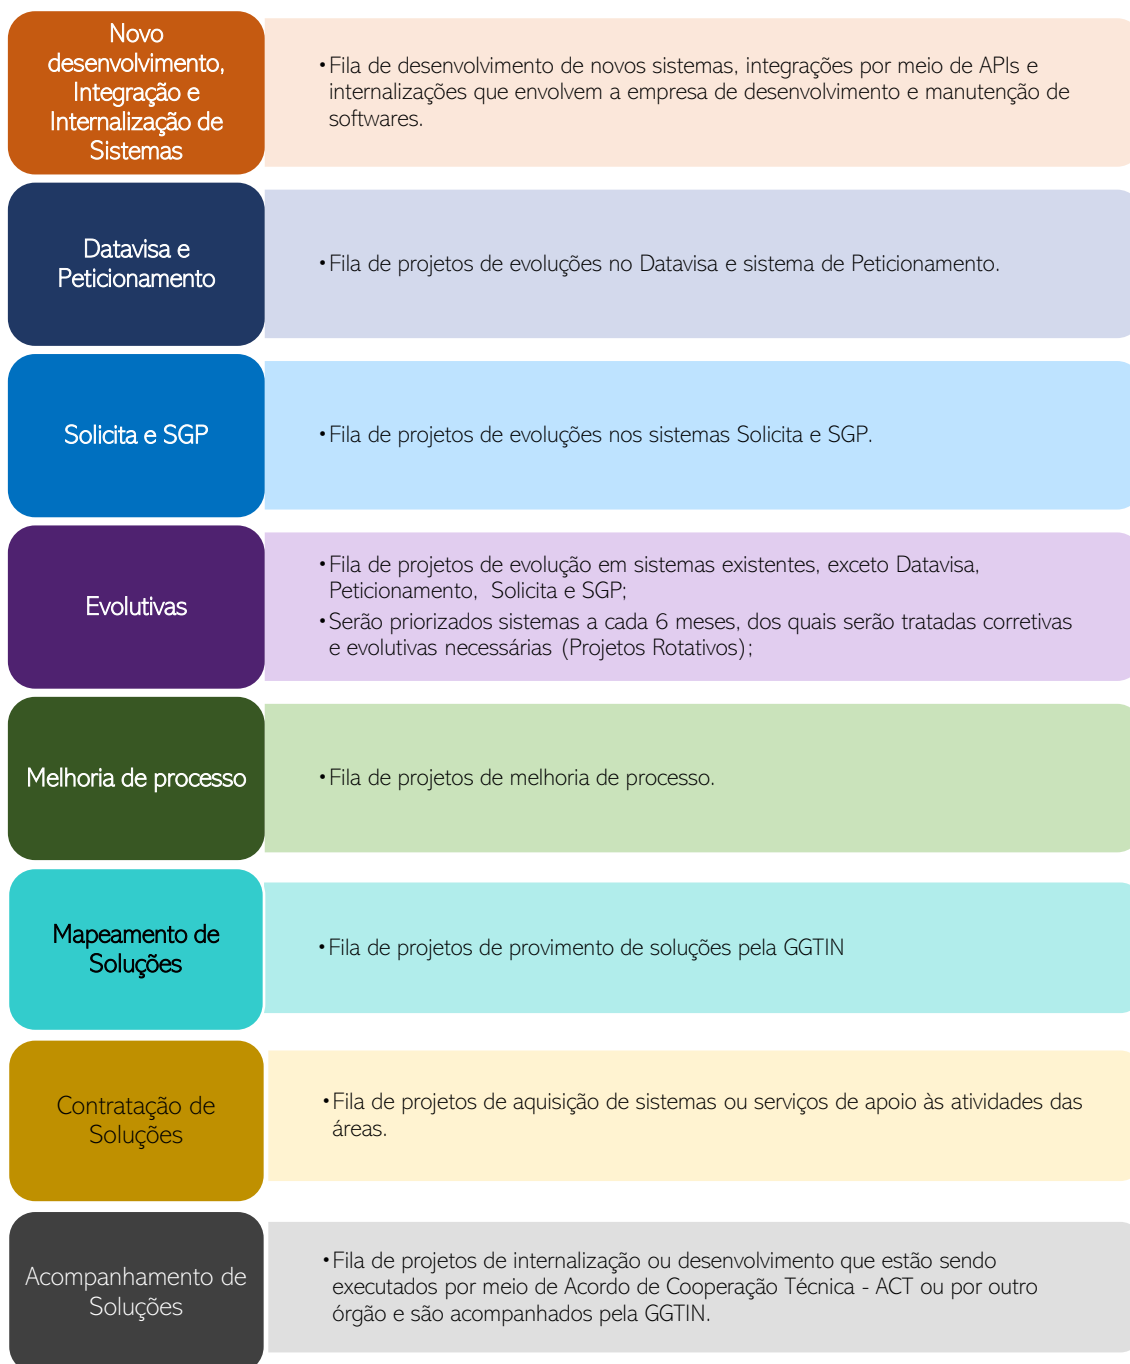 Novo
desenvolvimento,
Integração e
Internalização de
Sistemas
•Fila de desenvolvimento de novos sistemas, integrações por meio de APIs e
internalizações que envolvem a empresa de desenvolvimento e manutenção de
softwares.
Datavisa e
Peticionamento
•Fila de projetos de evoluções no Datavisa e sistema de Peticionamento.
Solicita e SGP
•Fila de projetos de evoluções nos sistemas Solicita e SGP.
Evolutivas
•Fila de projetos de evolução em sistemas existentes, exceto Datavisa,
Peticionamento, Solicita e SGP;
•Serão priorizados sistemas a cada 6 meses, dos quais serão tratadas corretivas
e evolutivas necessárias (Projetos Rotativos);
Melhoria de processo
•Fila de projetos de melhoria de processo.
Mapeamento de
Soluções
•Fila de projetos de provimento de soluções pela GGTIN
Contratação de
Soluções
•Fila de projetos de aquisição de sistemas ou serviços de apoio às atividades das
áreas.
Acompanhamento de
Soluções
•Fila de projetos de internalização ou desenvolvimento que estão sendo
executados por meio de Acordo de Cooperação Técnica - ACT ou por outro
órgão e são acompanhados pela GGTIN.